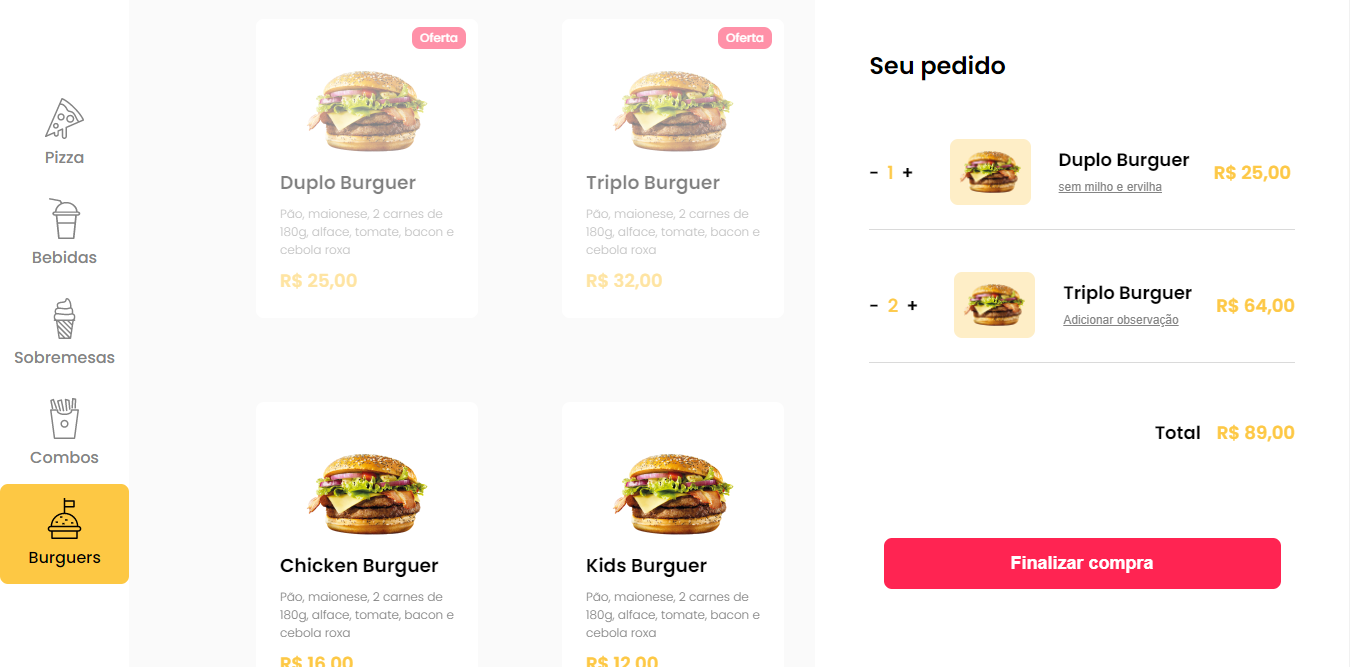 Pizza
Bebidas
Sobremesas
Combos
Burguers
Oferta
Duplo Burguer
Pão, maionese, 2 carnes de
180g, alface, tomate, bacon e
cebola roxa
R$ 25,00
Oferta
Triplo Burguer
Pão, maionese, 2 carnes de
180g, alface, tomate, bacon e
cebola roxa
R$ 32,00
Chicken Burguer
Pão, maionese, 2 carnes de
180g, alface, tomate, bacon e
cebola roxa
R$ 16,00
Kids Burguer
Pão, maionese, 2 carnes de
180g, alface, tomate, bacon e
cebola roxa
R$ 12,00
Seu pedido
- 1 + Duplo Burguer R$ 25,00
sem milho e ervilha
- 2 + Triplo Burguer R$ 64,00
Adicionar observação
Total R$ 89,00
Finalizar compra